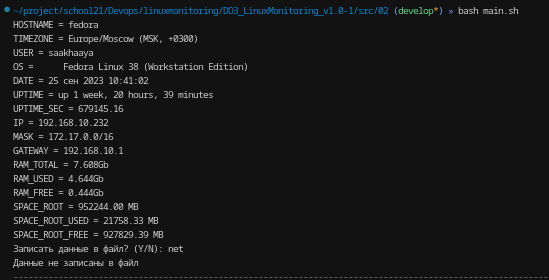 ~/project/school21/Devops/linuxmonitoring/DO3_LinuxMonitoring_v1.0-1/src/02 (develop*) » bash main.sh
HOSTNAME = fedora
TIMEZONE = Europe/Moscow (MSK, +0300)
USER = saakhaaya
OS =      Fedora Linux 38 (Workstation Edition)
DATE = 25 сен 2023 10:41:02
UPTIME = up 1 week, 20 hours, 39 minutes
UPTIME_SEC = 679145.16
IP = 192.168.10.232
MASK = 172.17.0.0/16
GATEWAY = 192.168.10.1
RAM_TOTAL = 7.608Gb
RAM_USED = 4.644Gb
RAM_FREE = 0.444Gb
SPACE_ROOT = 952244.00 MB
SPACE_ROOT_USED = 21758.33 MB
SPACE_ROOT_FREE = 927829.39 MB
Записать данные в файл? (Y/N): net
Данные не записаны в файл